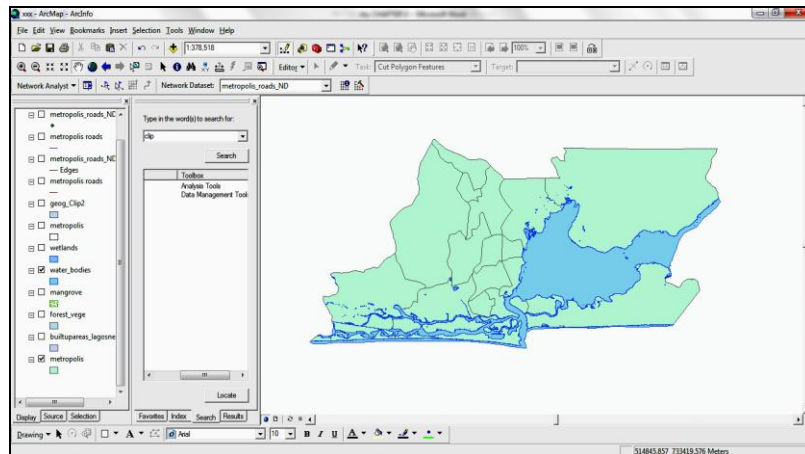 xxx - ArcMap - ArcInfo
File Edit View Bookmarks Insert Selection Tools Window Help
1:378,518
100%
Editor Task: Cut Polygon Features Target:
Network Analyst Network Dataset: metropolis_roads_ND
metropolis_roads_ND
metropolis roads
metropolis_roads_ND
Edges
metropolis roads
geog_Clip2
metropolis
wetlands
water_bodies
mangrove
forest_vege
builtupareas_lagosne
metropolis
Display Source Selection
Type in the word(s) to search for:
clip
Search
Toolbox
Analysis Tools
Data Management Tool
Locate
Favorites Index Search Results
Drawing A Arial 10 B I U A
514845.857 733419.576 Meters